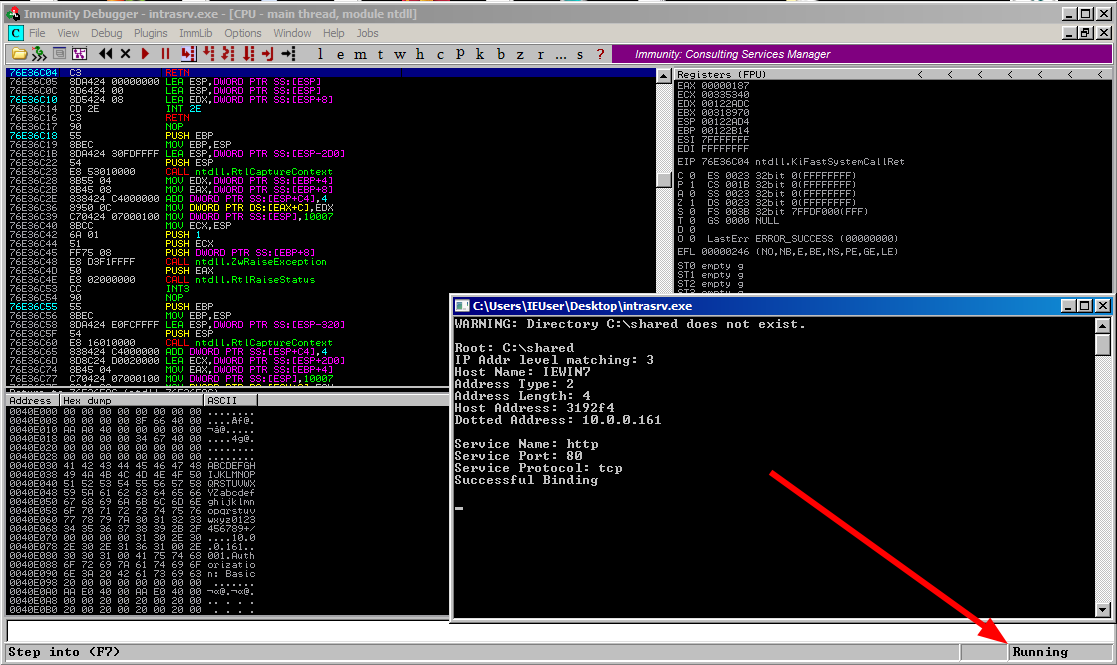 Immunity Debugger - intrasrv.exe - [CPU - main thread, module ntdll]
C File View Debug Plugins ImmLib Options Window Help Jobs
l e m t w h c p k b z r ... s ? Immunity: Consulting Services Manager
76E36C04 C3 RETN
76E36C05 8DA424 00000000 LEA ESP,DWORD PTR SS:[ESP]
76E36C0C 8D6424 00 LEA ESP,DWORD PTR SS:[ESP]
76E36C10 8D5424 08 LEA EDX,DWORD PTR SS:[ESP+8]
76E36C14 CD 2E INT 2E
76E36C16 C3 RETN
76E36C17 90 NOP
76E36C18 55 PUSH EBP
76E36C19 8BEC MOV EBP,ESP
76E36C1B 8DA424 30FDFFFF LEA ESP,DWORD PTR SS:[ESP-2D0]
76E36C22 54 PUSH ESP
76E36C23 E8 53010000 CALL ntdll.RtlCaptureContext
76E36C28 8B55 04 MOV EDX,DWORD PTR SS:[EBP+4]
76E36C2B 8B45 08 MOV EAX,DWORD PTR SS:[EBP+8]
76E36C2E 838424 C4000000 ADD DWORD PTR SS:[ESP+C4],4
76E36C36 8950 0C MOV DWORD PTR DS:[EAX+C],EDX
76E36C39 C70424 07000100 MOV DWORD PTR SS:[ESP],10007
76E36C40 8BCC MOV ECX,ESP
76E36C42 6A 01 PUSH 1
76E36C44 51 PUSH ECX
76E36C45 FF75 08 PUSH DWORD PTR SS:[EBP+8]
76E36C48 E8 D3F1FFFF CALL ntdll.ZwRaiseException
76E36C4D 50 PUSH EAX
76E36C4E E8 02000000 CALL ntdll.RtlRaiseStatus
76E36C53 CC INT3
76E36C54 90 NOP
76E36C55 55 PUSH EBP
76E36C56 8BEC MOV EBP,ESP
76E36C58 8DA424 E0FCFFFF LEA ESP,DWORD PTR SS:[ESP-320]
76E36C5F 54 PUSH ESP
76E36C60 E8 16010000 CALL ntdll.RtlCaptureContext
76E36C65 838424 C4000000 ADD DWORD PTR SS:[ESP+C4],4
76E36C6D 8D8C24 D0020000 LEA ECX,DWORD PTR SS:[ESP+2D0]
76E36C74 8B45 04 MOV EAX,DWORD PTR SS:[EBP+4]
76E36C77 C70424 07000100 MOV DWORD PTR SS:[ESP],10007
Registers (FPU) < < < < < < <
EAX 00000187
ECX 00335340
EDX 00122ADC
EBX 00318970
ESP 00122AD4
EBP 00122B14
ESI 7FFFFFFF
EDI FFFFFFFF
EIP 76E36C04 ntdll.KiFastSystemCallRet
C 0 ES 0023 32bit 0(FFFFFFFF)
P 1 CS 001B 32bit 0(FFFFFFFF)
A 0 SS 0023 32bit 0(FFFFFFFF)
Z 1 DS 0023 32bit 0(FFFFFFFF)
S 0 FS 003B 32bit 7FFDF000(FFF)
T 0 GS 0000 NULL
D 0
O 0 LastErr ERROR_SUCCESS (00000000)
EFL 00000246 (NO,NB,E,BE,NS,PE,GE,LE)
ST0 empty g
ST1 empty g
ST2 empty g
Address Hex dump ASCII
0040E000 00 00 00 00 00 00 00 00 ........
0040E008 00 00 00 00 8F 66 40 00 ....Åf@.
0040E010 AA A0 40 00 00 00 00 00 ¬á@.....
0040E018 00 00 00 00 34 67 40 00 ....4g@.
0040E020 00 00 00 00 00 00 00 00 ........
0040E028 00 00 00 00 00 00 00 00 ........
0040E030 41 42 43 44 45 46 47 48 ABCDEFGH
0040E038 49 4A 4B 4C 4D 4E 4F 50 IJKLMNOP
0040E040 51 52 53 54 55 56 57 58 QRSTUVWX
0040E048 59 5A 61 62 63 64 65 66 YZabcdef
0040E050 67 68 69 6A 6B 6C 6D 6E ghijklmn
0040E058 6F 70 71 72 73 74 75 76 opqrstuv
0040E060 77 78 79 7A 30 31 32 33 wxyz0123
0040E068 34 35 36 37 38 39 2B 2F 456789+/
0040E070 00 00 00 00 31 30 2E 30 ....10.0
0040E078 2E 30 2E 31 36 31 00 2E .0.161..
0040E080 30 30 31 00 41 75 74 68 001.Auth
0040E088 6F 72 69 7A 61 74 69 6F orizatio
0040E090 6E 3A 20 42 61 73 69 63 n: Basic
0040E098 20 00 00 00 00 00 00 00 .......
0040E0A0 AA E0 40 00 AA E0 40 00 ¬α@.¬α@.
0040E0A8 00 00 20 00 20 00 20 00 .. . . .
0040E0B0 20 00 20 00 20 00 20 00 . . . .
C:\Users\IEUser\Desktop\intrasrv.exe
WARNING: Directory C:\shared does not exist.
Root: C:\shared
IP Addr level matching: 3
Host Name: IEWIN7
Address Type: 2
Address Length: 4
Host Address: 3192f4
Dotted Address: 10.0.0.161
Service Name: http
Service Port: 80
Service Protocol: tcp
Successful Binding
Step into (F7)
Running